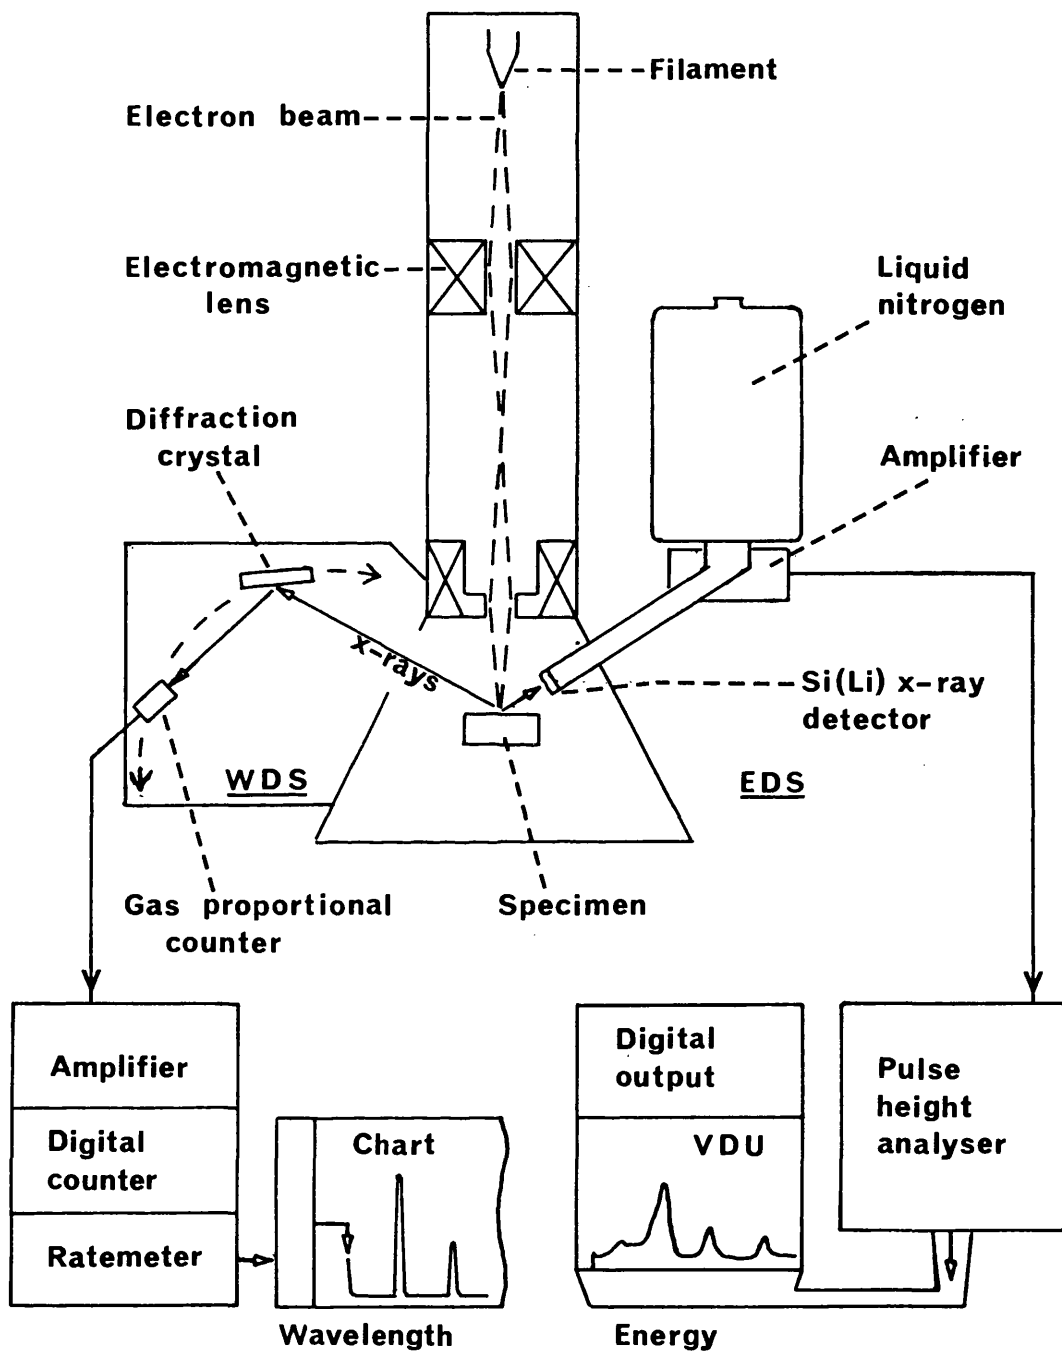 Filament
Electron beam
Electromagnetic
lens
Liquid
nitrogen
Diffraction
crystal
Amplifier
x-rays
Si(Li) x-ray
detector
WDS
EDS
Gas proportional
counter
Specimen
Amplifier
Digital
counter
Ratemeter
Chart
Wavelength
Digital
output
VDU
Energy
Pulse
height
analyser